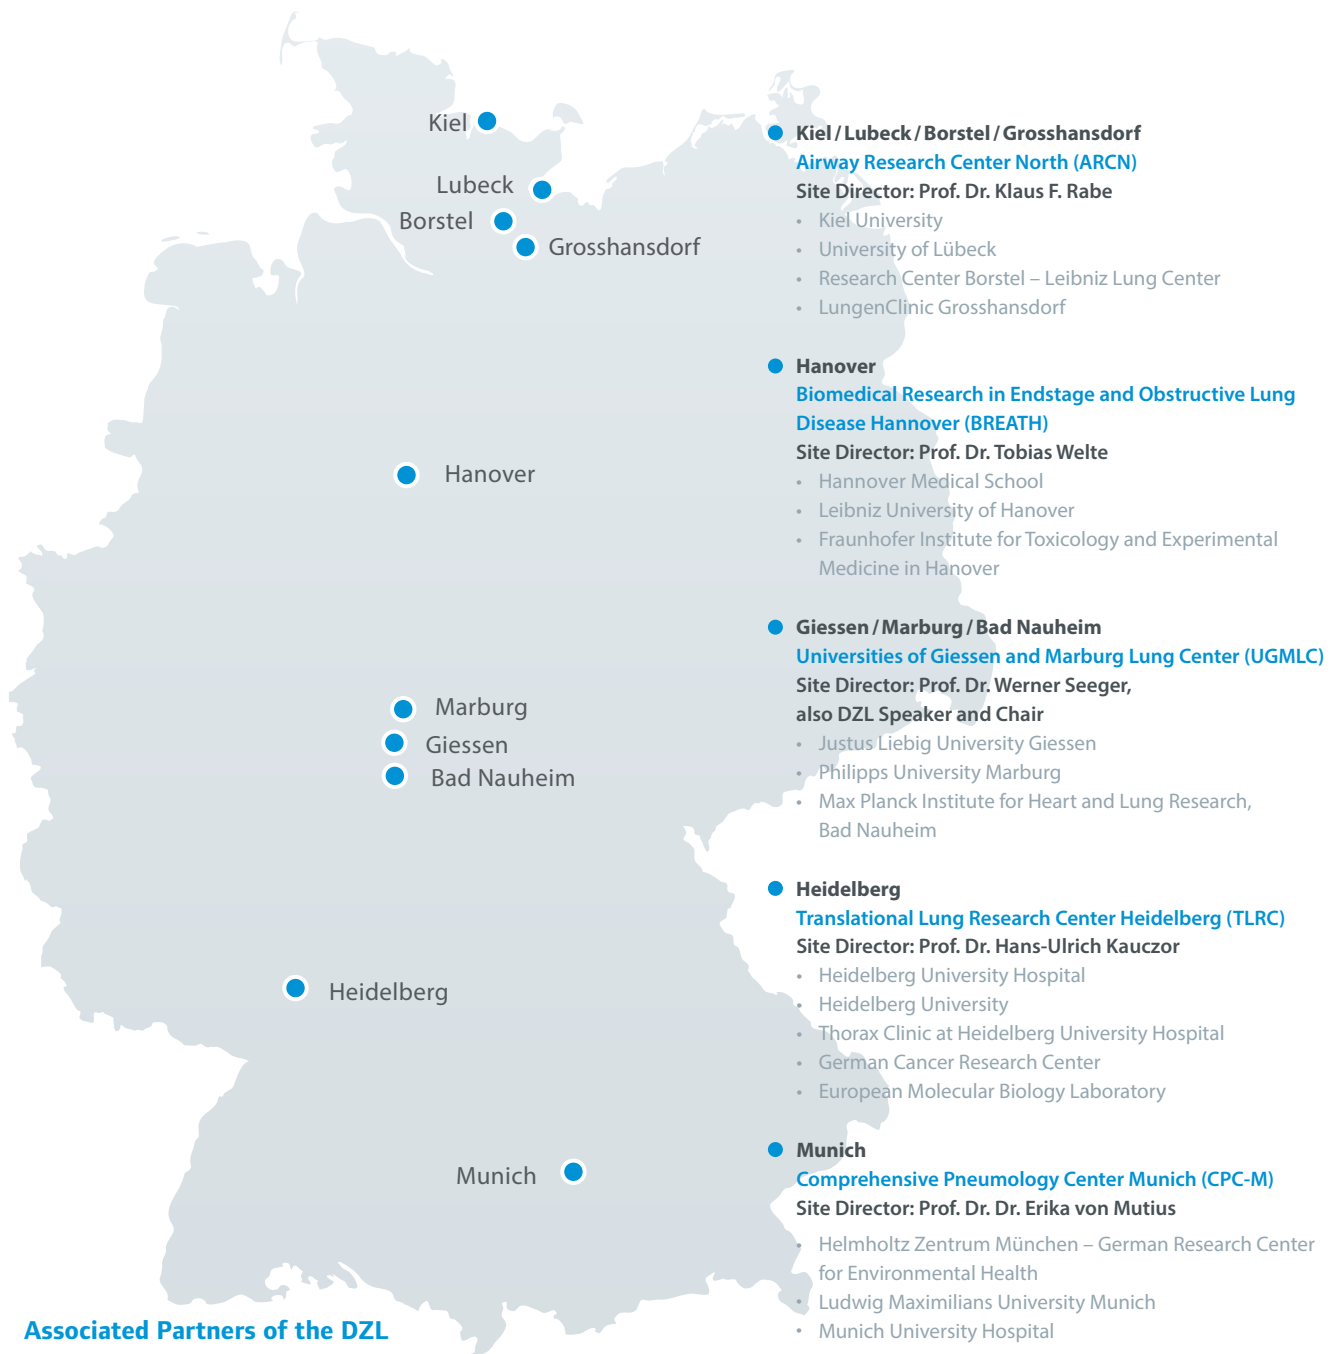 Kiel
Lubeck
Borstel
Grosshansdorf
Hanover
Marburg
Giessen
Bad Nauheim
Heidelberg
Munich
Kiel / Lubeck / Borstel / Grosshansdorf
Airway Research Center North (ARCN)
Site Director: Prof. Dr. Klaus F. Rabe
• Kiel University
• University of Lübeck
• Research Center Borstel – Leibniz Lung Center
• LungenClinic Grosshansdorf
Hanover
Biomedical Research in Endstage and Obstructive Lung
Disease Hannover (BREATH)
Site Director: Prof. Dr. Tobias Welte
• Hannover Medical School
• Leibniz University of Hanover
• Fraunhofer Institute for Toxicology and Experimental
Medicine in Hanover
Giessen / Marburg / Bad Nauheim
Universities of Giessen and Marburg Lung Center (UGMLC)
Site Director: Prof. Dr. Werner Seeger,
also DZL Speaker and Chair
• Justus Liebig University Giessen
• Philipps University Marburg
• Max Planck Institute for Heart and Lung Research,
Bad Nauheim
Heidelberg
Translational Lung Research Center Heidelberg (TLRC)
Site Director: Prof. Dr. Hans-Ulrich Kauczor
• Heidelberg University Hospital
• Heidelberg University
• Thorax Clinic at Heidelberg University Hospital
• German Cancer Research Center
• European Molecular Biology Laboratory
Munich
Comprehensive Pneumology Center Munich (CPC-M)
Site Director: Prof. Dr. Dr. Erika von Mutius
• Helmholtz Zentrum München – German Research Center
for Environmental Health
• Ludwig Maximilians University Munich
• Munich University Hospital
Associated Partners of the DZL